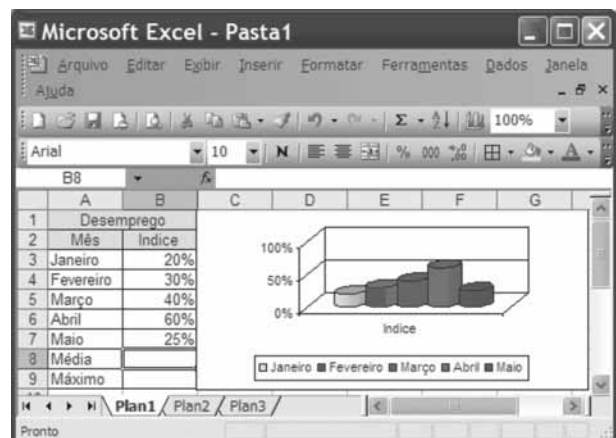 Microsoft Excel - Pasta1
Arquivo Editar Exibir Inserir Formatar Ferramentas Dados Janela
Ajuda
100%
Arial 10 N % 000
B8 fx
A B C D E F G
1 Desemprego
2 Mês Indice
3 Janeiro 20%
4 Fevereiro 30%
5 Março 40%
6 Abril 60%
7 Maio 25%
8 Média
9 Máximo
100%
50%
0%
Indice
Janeiro Fevereiro Março Abril Maio
Plan1 Plan2 Plan3
Pronto